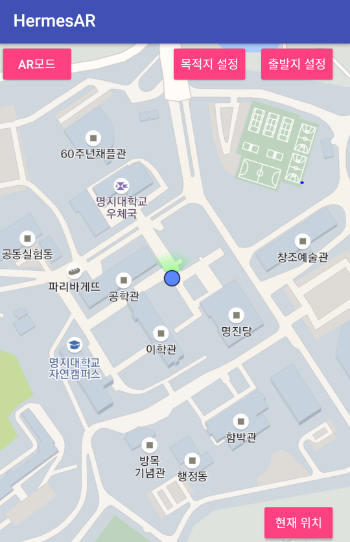 HermesAR
AR모드
목적지 설정
출발지 설정
60주년채플관
명지대학교
우체국
공동실험동
창조예술관
파리바게뜨
공학관
명진당
이학관
명지대학교
자연캠퍼스
함박관
방목
기념관
행정동
현재 위치